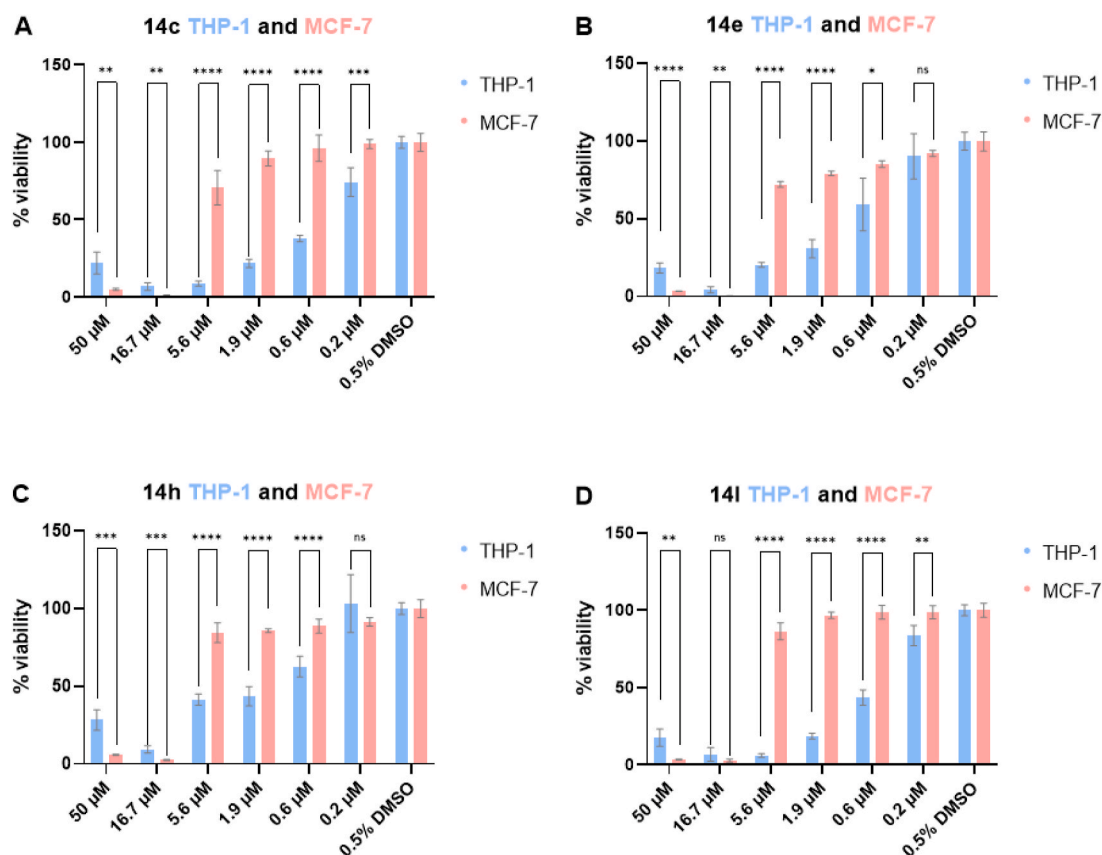 A
14c THP-1 and MCF-7
% viability
150
100
50
0
** ** **** **** **** ***
THP-1
MCF-7
50 µM
16.7 µM
5.6 µM
1.9 µM
0.6 µM
0.2 µM
0.5% DMSO
B
14e THP-1 and MCF-7
% viability
150
100
50
0
**** ** **** **** * ns
THP-1
MCF-7
50 µM
16.7 µM
5.6 µM
1.9 µM
0.6 µM
0.2 µM
0.5% DMSO
C
14h THP-1 and MCF-7
% viability
150
100
50
0
*** *** **** **** **** ns
THP-1
MCF-7
50 µM
16.7 µM
5.6 µM
1.9 µM
0.6 µM
0.2 µM
0.5% DMSO
D
14l THP-1 and MCF-7
% viability
150
100
50
0
** ns **** **** **** **
THP-1
MCF-7
50 µM
16.7 µM
5.6 µM
1.9 µM
0.6 µM
0.2 µM
0.5% DMSO